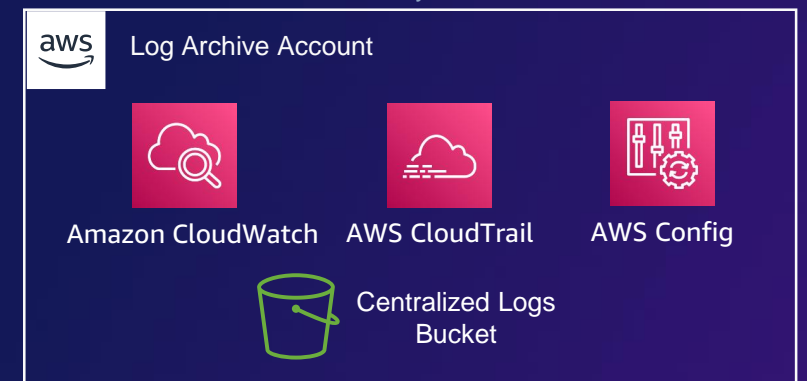 aws
Log Archive Account
Amazon CloudWatch
AWS CloudTrail
AWS Config
Centralized Logs
Bucket